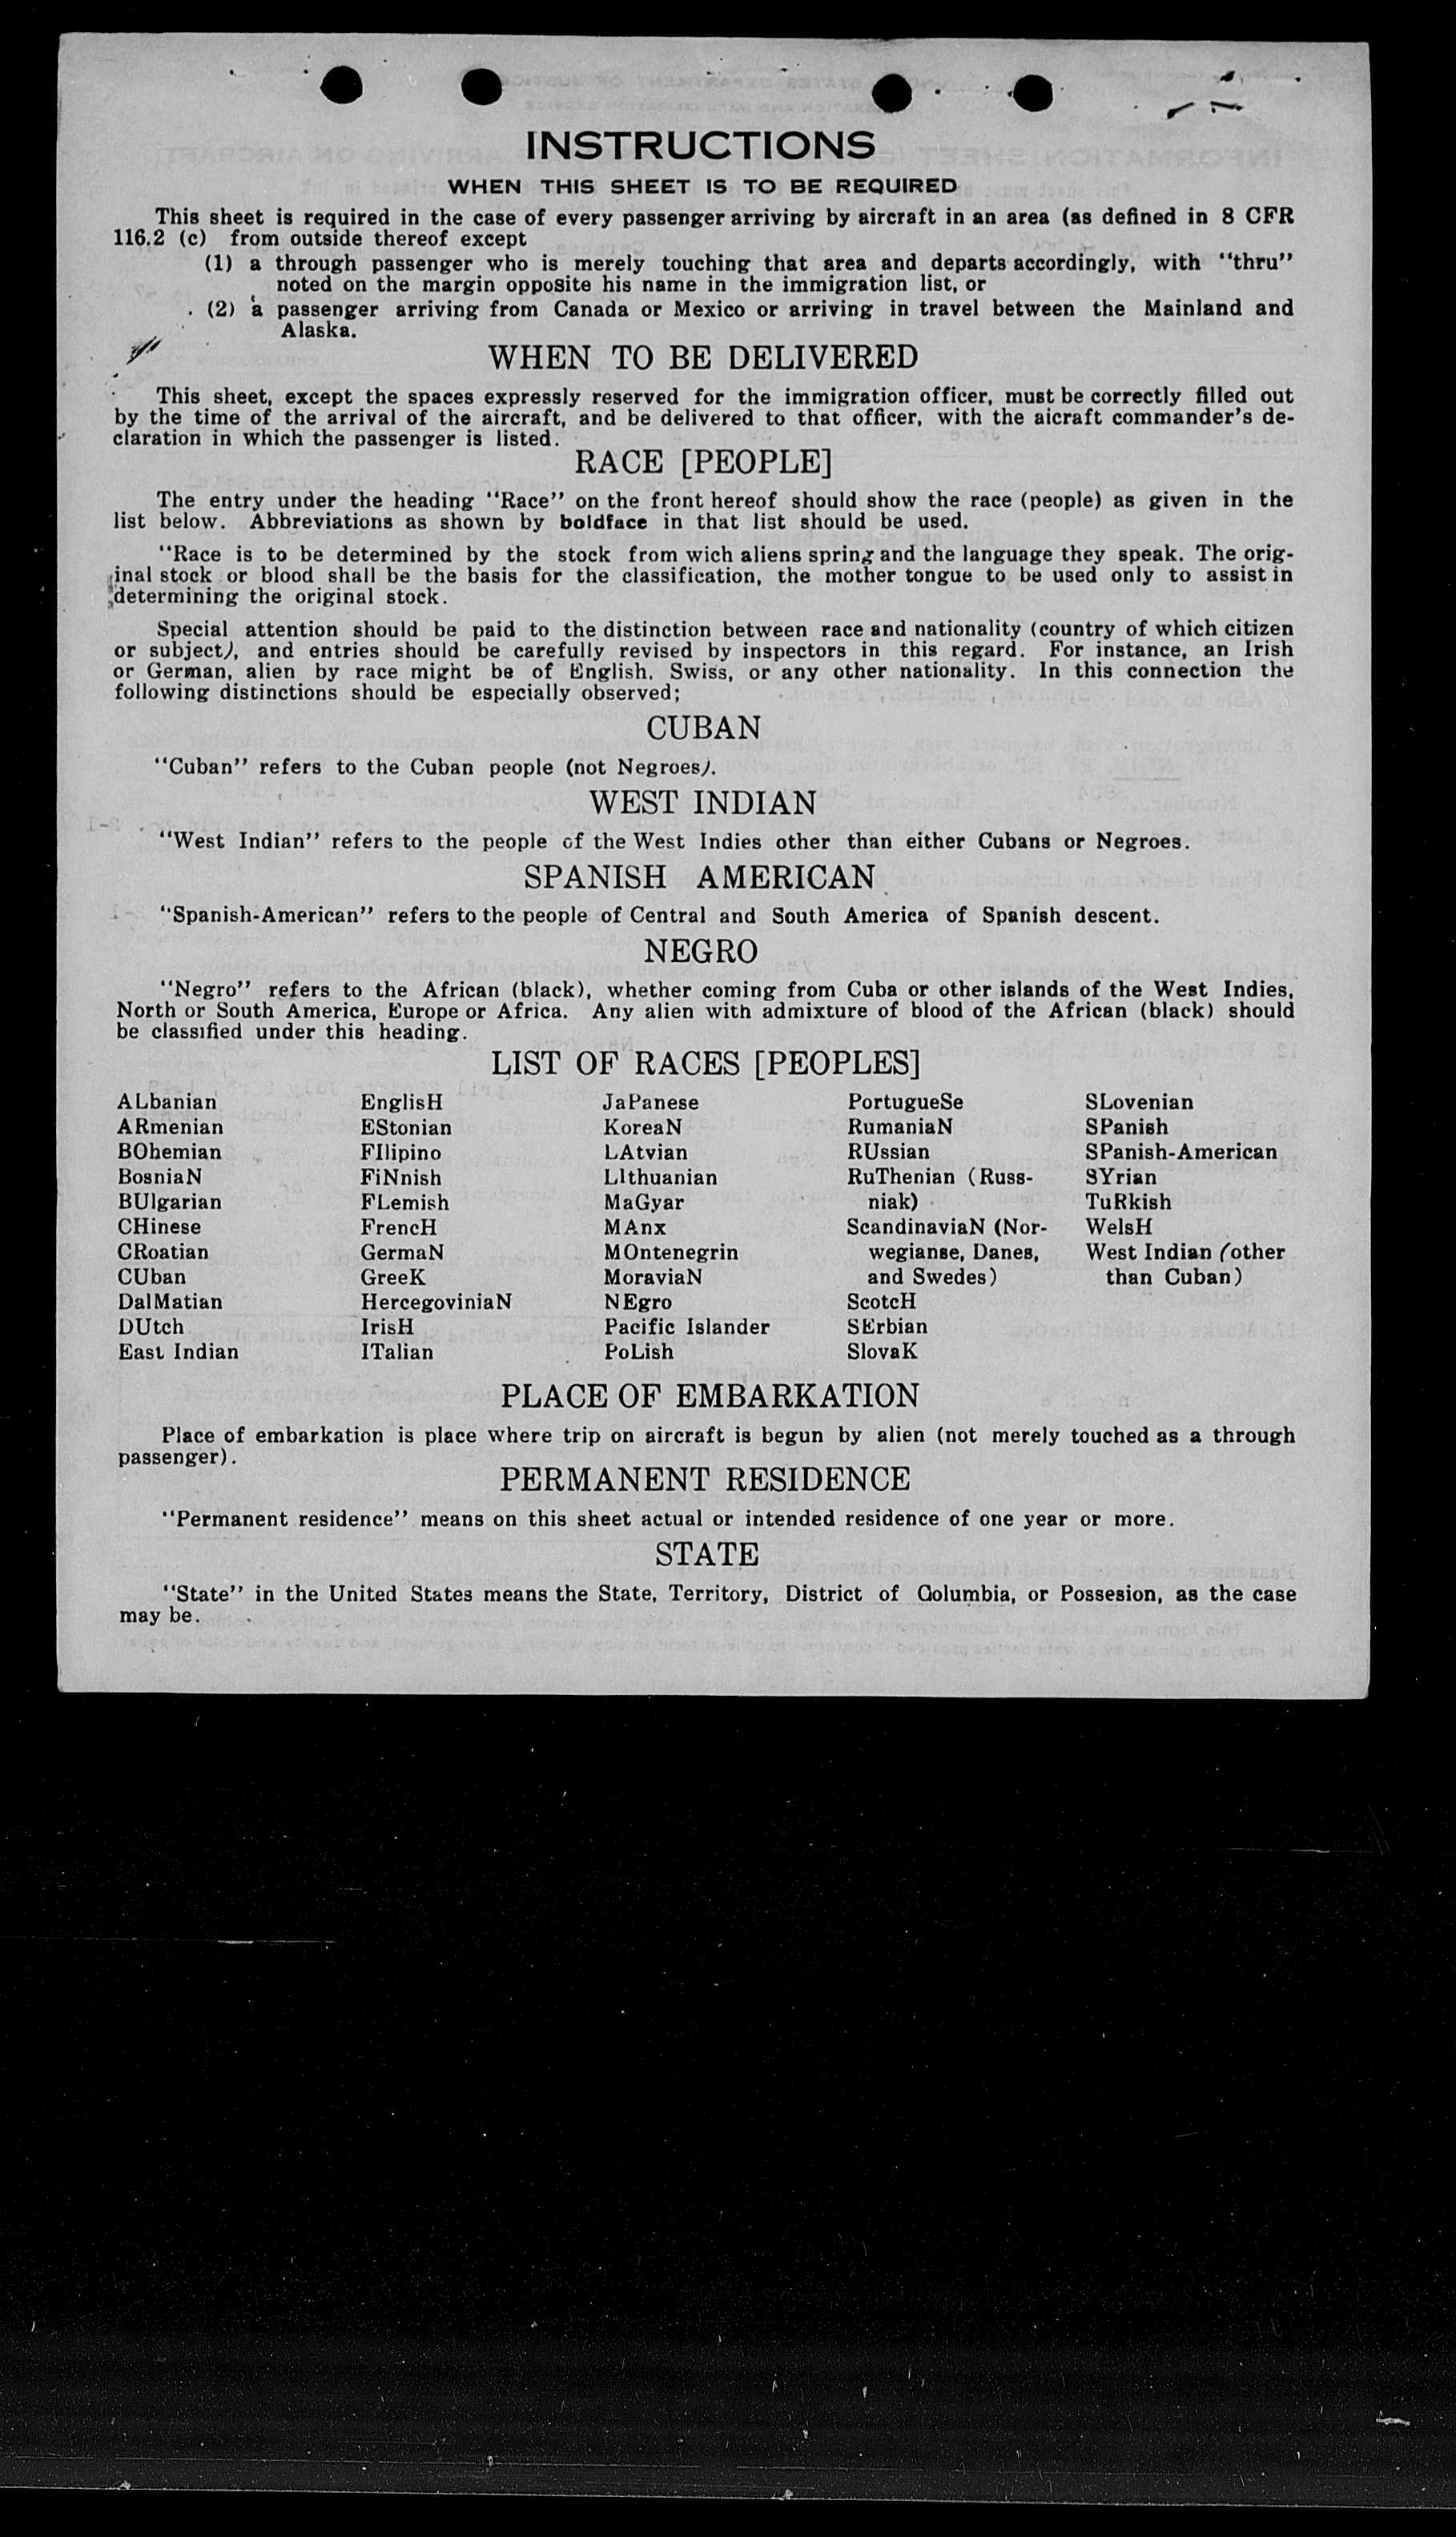 INSTRUCTIONS
WHEN THIS SHEET IS TO BE REQUIRED
This sheet is required in the case of every passenger arriving by aircraft in an area (as defined in 8 CFR
116.2 (c) from outside thereof except
(1) a through passenger who is merely touching that area and departs accordingly, with "thru"
noted on the margin opposite his name in the immigration list, or
(2) a passenger arriving from Canada or Mexico or arriving in travel between the Mainland and
Alaska.
WHEN TO BE DELIVERED
This sheet, except the spaces expressly reserved for the immigration officer, must be correctly filled out
by the time of the arrival of the aircraft, and be delivered to that officer, with the aicraft commander's de-
claration in which the passenger is listed.
RACE [PEOPLE]
The entry under the heading "Race" on the front hereof should show the race (people) as given in the
list below. Abbreviations as shown by boldface in that list should be used.
"Race is to be determined by the stock from wich aliens spring and the language they speak. The orig-
inal stock or blood shall be the basis for the classification, the mother tongue to be used only to assist in
determining the original stock.
Special attention should be paid to the distinction between race and nationality (country of which citizen
or subject), and entries should be carefully revised by inspectors in this regard. For instance, an Irish
or German, alien by race might be of English, Swiss, or any other nationality. In this connection the
following distinctions should be especially observed;
CUBAN
"Cuban" refers to the Cuban people (not Negroes).
WEST INDIAN
"West Indian" refers to the people of the West Indies other than either Cubans or Negroes.
SPANISH AMERICAN
"Spanish-American" refers to the people of Central and South America of Spanish descent.
NEGRO
"Negro" refers to the African (black), whether coming from Cuba or other islands of the West Indies,
North or South America, Europe or Africa. Any alien with admixture of blood of the African (black) should
be classified under this heading.
LIST OF RACES [PEOPLES]
ALbanian
ARmenian
BOhemian
BosniaN
BUlgarian
CHinese
CRoatian
CUban
DalMatian
DUtch
East Indian
EnglisH
EStonian
FIlipino
FiNnish
FLemish
FrencH
GermaN
GreeK
HercegoviniaN
IrisH
ITalian
JaPanese
KoreaN
LAtvian
LIthuanian
MaGyar
MAnx
MOntenegrin
MoraviaN
NEgro
Pacific Islander
PoLish
PortugueSe
RumaniaN
RUssian
RuThenian (Russ-
niak)
ScandinaviaN (Nor-
wegianse, Danes,
and Swedes)
ScotcH
SErbian
SlovaK
SLovenian
SPanish
SPanish-American
SYrian
TuRkish
WelsH
West Indian (other
than Cuban)
PLACE OF EMBARKATION
Place of embarkation is place where trip on aircraft is begun by alien (not merely touched as a through
passenger).
PERMANENT RESIDENCE
"Permanent residence" means on this sheet actual or intended residence of one year or more.
STATE
"State" in the United States means the State, Territory, District of Columbia, or Possesion, as the case
may be.